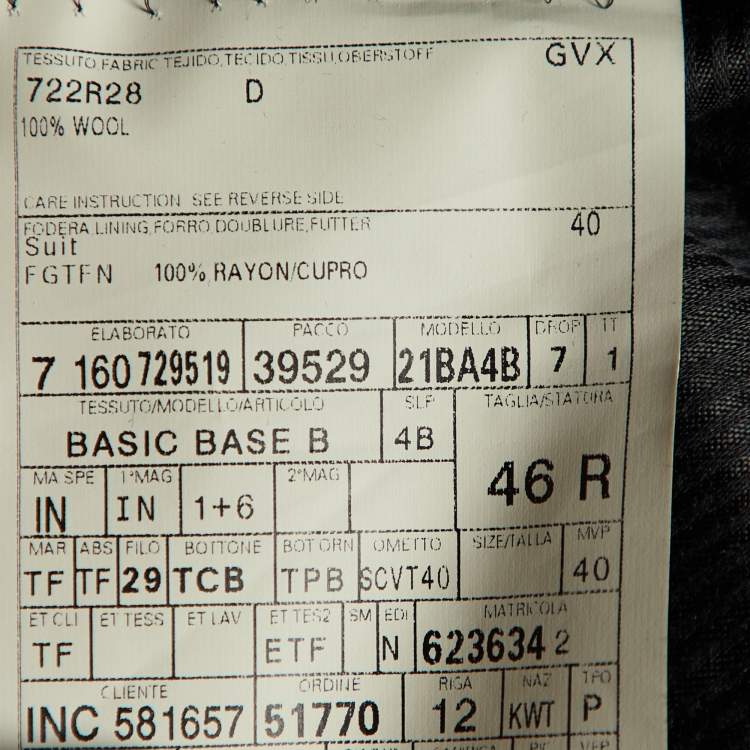 TESSUTO,FABRIC,TEJIDO,TECIDO,TISSU,OBERSTOFF GVX
722R28 D
100% WOOL
CARE INSTRUCTION SEE REVERSE SIDE
FODERA,LINING,FORRO,DOUBLURE,FUTTER 40
Suit
FGTFN 100% RAYON/CUPRO
ELABORATO PACCO MODELLO DROP TT
7 160729519 39529 21BA4B 7 1
TESSUTO/MODELLO/ARTICOLO SLP TAGLIA/STATURA
BASIC BASE B 4B 46 R
MA SPE 1°MAG 2°MAG
IN IN 1+6
MAR ABS FILO BOTTONE BOT ORN OMETTO SIZE/TALLA MVP
TF TF 29 TCB TPB SCVT40 40
ET CLI ET TESS ET LAV ET TES2 SM EDI MATRICOLA
TF ETF N 623634 2
CLIENTE ORDINE RIGA NAZ TPO
INC 581657 51770 12 KWT P